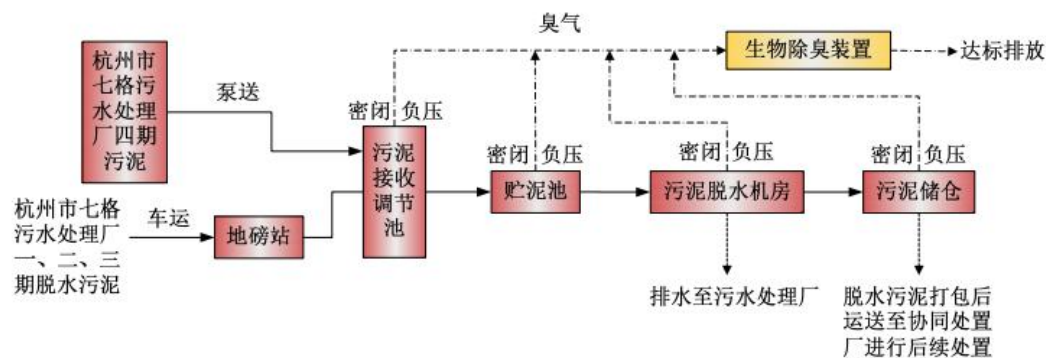 臭气
生物除臭装置
达标排放
杭州市
七格污
水处理
厂四期
污泥
泵送
密闭 负压
污泥
接收
调节
池
密闭 负压
贮泥池
密闭 负压
污泥脱水机房
密闭 负压
污泥储仓
杭州市七格
污水处理厂
一、二、三
期脱水污泥
车运
地磅站
排水至污水处理厂
脱水污泥打包后
运送至协同处置
厂进行后续处置